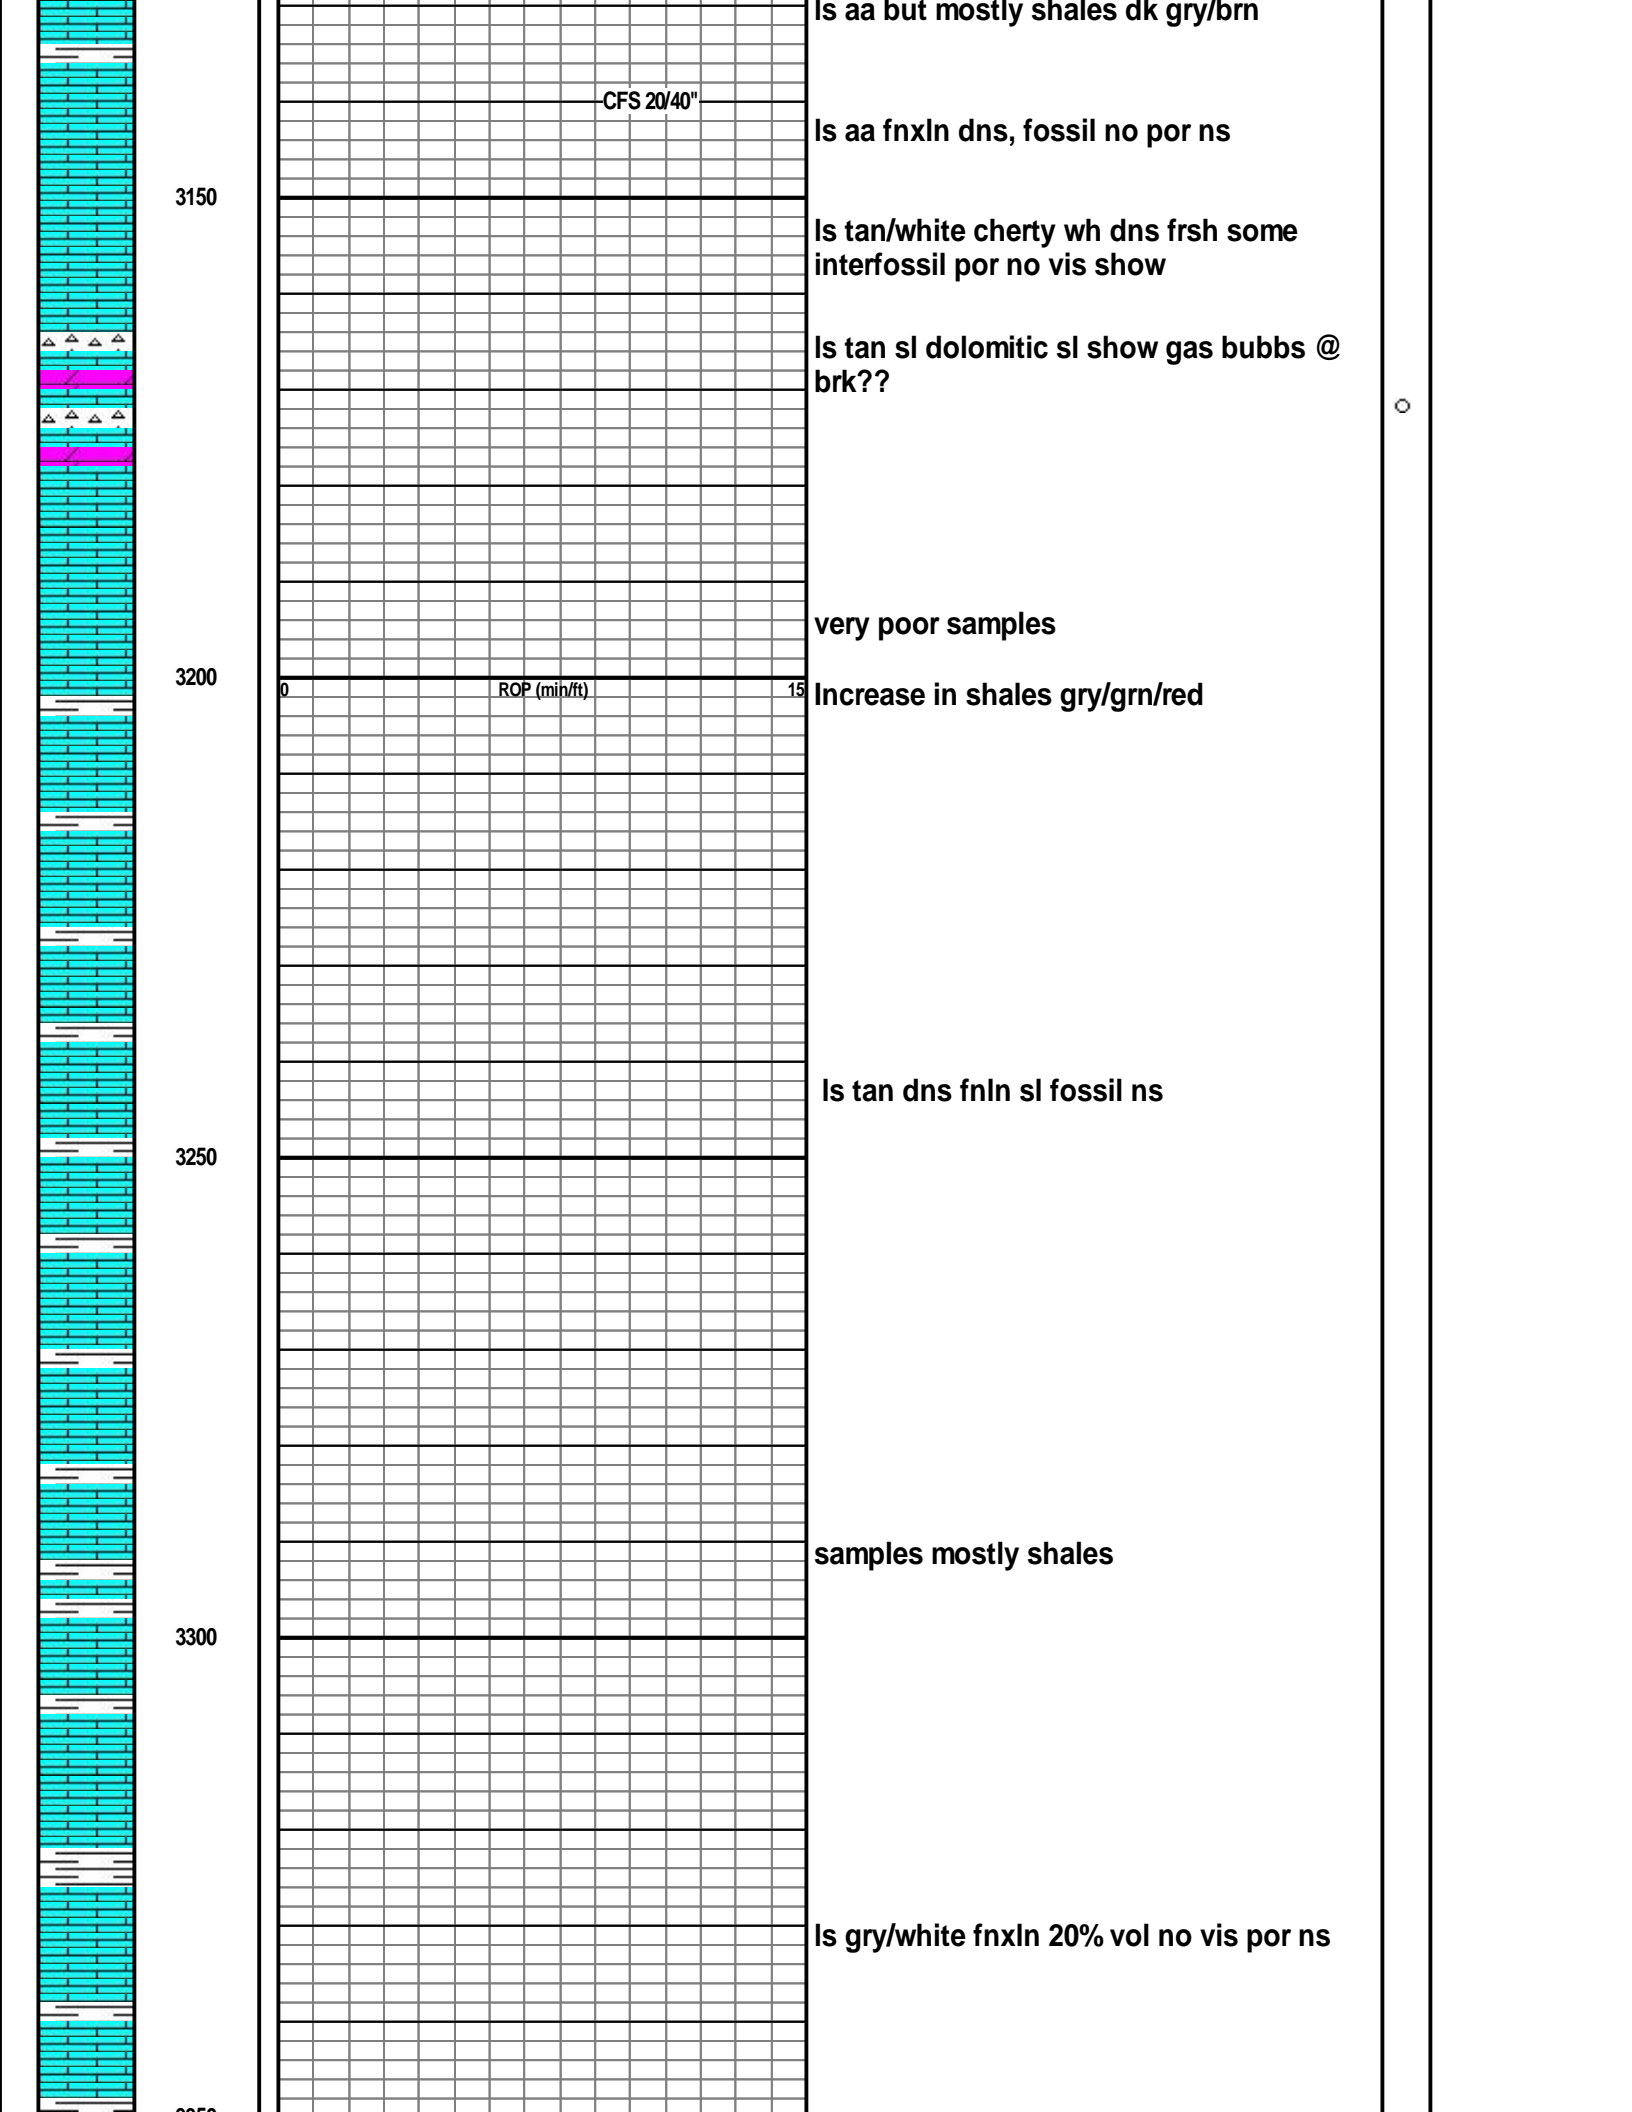 ls aa but mostly shales dk gry/brn
CFS 20/40"
ls aa fnxln dns, fossil no por ns
3150
ls tan/white cherty wh dns frsh some
interfossil por no vis show
ls tan sl dolomitic sl show gas bubbs @
brk??
very poor samples
3200
0 ROP (min/ft) 15
Increase in shales gry/grn/red
ls tan dns fnln sl fossil ns
3250
samples mostly shales
3300
ls gry/white fnxln 20% vol no vis por ns